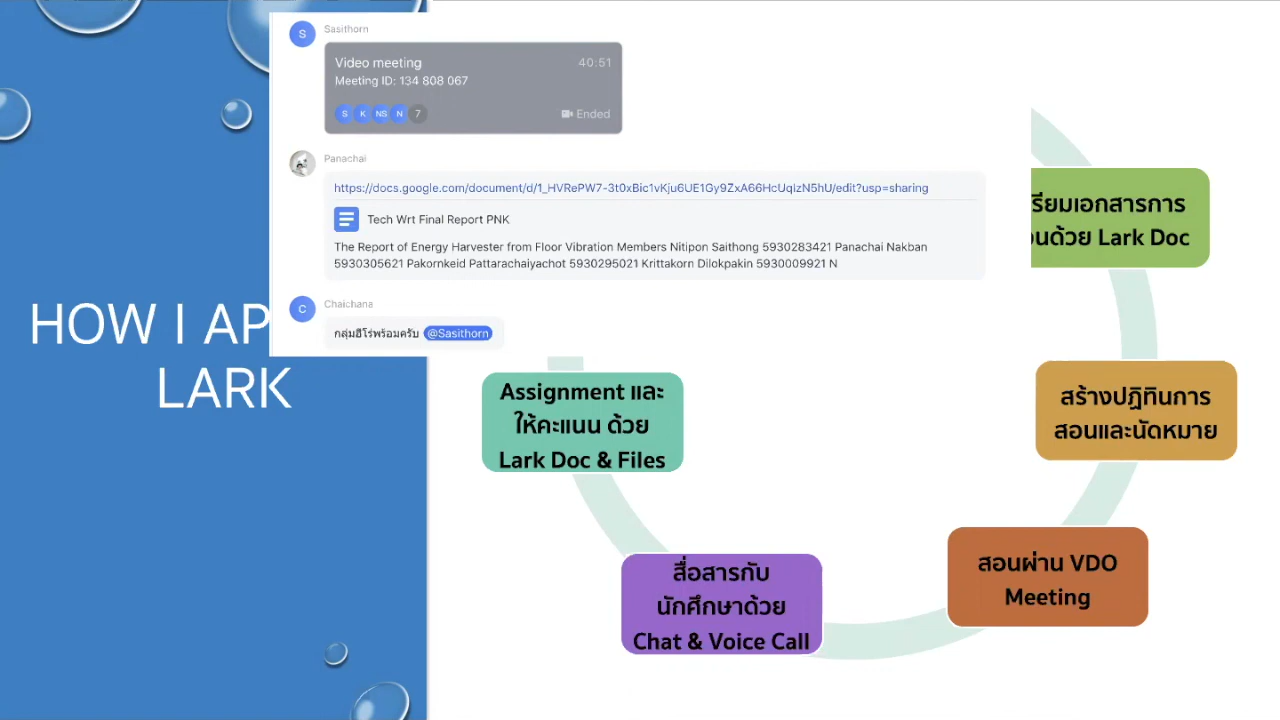 Sasithorn
S
Video meeting
40:51
Meeting ID: 134 808 067
S K NS N 7
Ended
Panachai
https://docs.google.com/document/d/1_HVRePW7-3t0xBic1vKju6UE1Gy9ZxA66HcUqizN5hU/edit?usp=sharing
Tech Wrt Final Report PNK
The Report of Energy Harvester from Floor Vibration Members Nitipon Saithong 5930283421 Panachai Nakban
5930305621 Pakornkeid Pattarachaiyachot 5930295021 Krittakorn Dilokpakin 5930009921 N
Chaichana
C
กลุ่มฮีโร่พร้อมครับ @Sasithorn
HOW I AP
LARK
รียมเอกสารการ
นด้วย Lark Doc
สร้างปฏิทินการ
สอนและนัดหมาย
สอนผ่าน VDO
Meeting
สื่อสารกับ
นักศึกษาด้วย
Chat & Voice Call
Assignment และ
ให้คะแนน ด้วย
Lark Doc & Files